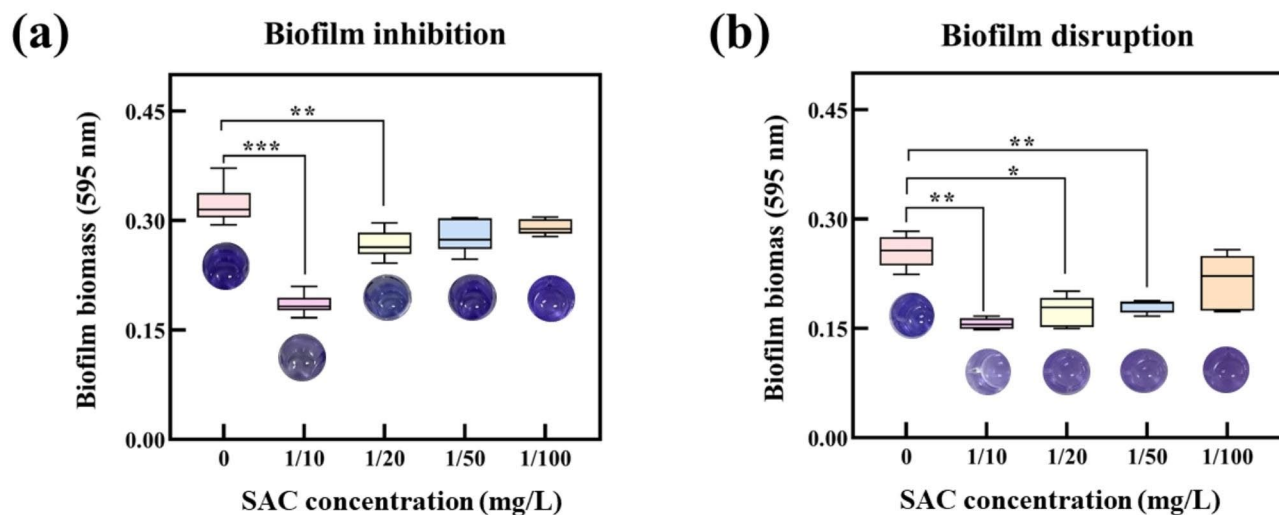 (a)
Biofilm inhibition
Biofilm biomass (595 nm)
0.45
0.30
0.15
0.00
**
***
0
1/10
1/20
1/50
1/100
SAC concentration (mg/L)
(b)
Biofilm disruption
Biofilm biomas (595 nm)
0.45
0.30
0.15
0.00
**
*
**
0
1/10
1/20
1/50
1/100
SAC concentration (mg/L)